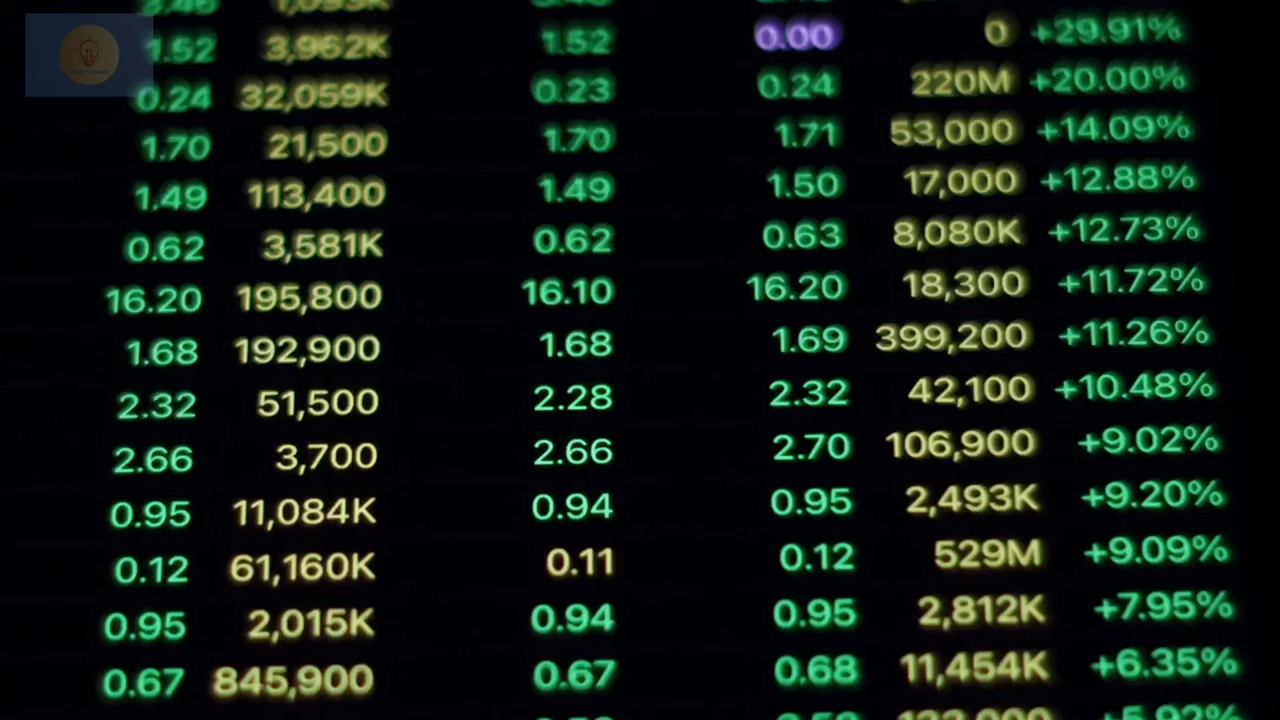 1.52 3,962K 1.52 0.00 0 +29.91%
0.24 32,059K 0.23 0.24 220M +20.00%
1.70 21,500 1.70 1.71 53,000 +14.09%
1.49 113,400 1.49 1.50 17,000 +12.88%
0.62 3,581K 0.62 0.63 8,080K +12.73%
16.20 195,800 16.10 16.20 18,300 +11.72%
1.68 192,900 1.68 1.69 399,200 +11.26%
2.32 51,500 2.28 2.32 42,100 +10.48%
2.66 3,700 2.66 2.70 106,900 +9.02%
0.95 11,084K 0.94 0.95 2,493K +9.20%
0.12 61,160K 0.11 0.12 529M +9.09%
0.95 2,015K 0.94 0.95 2,812K +7.95%
0.67 845,900 0.67 0.68 11,454K +6.35%